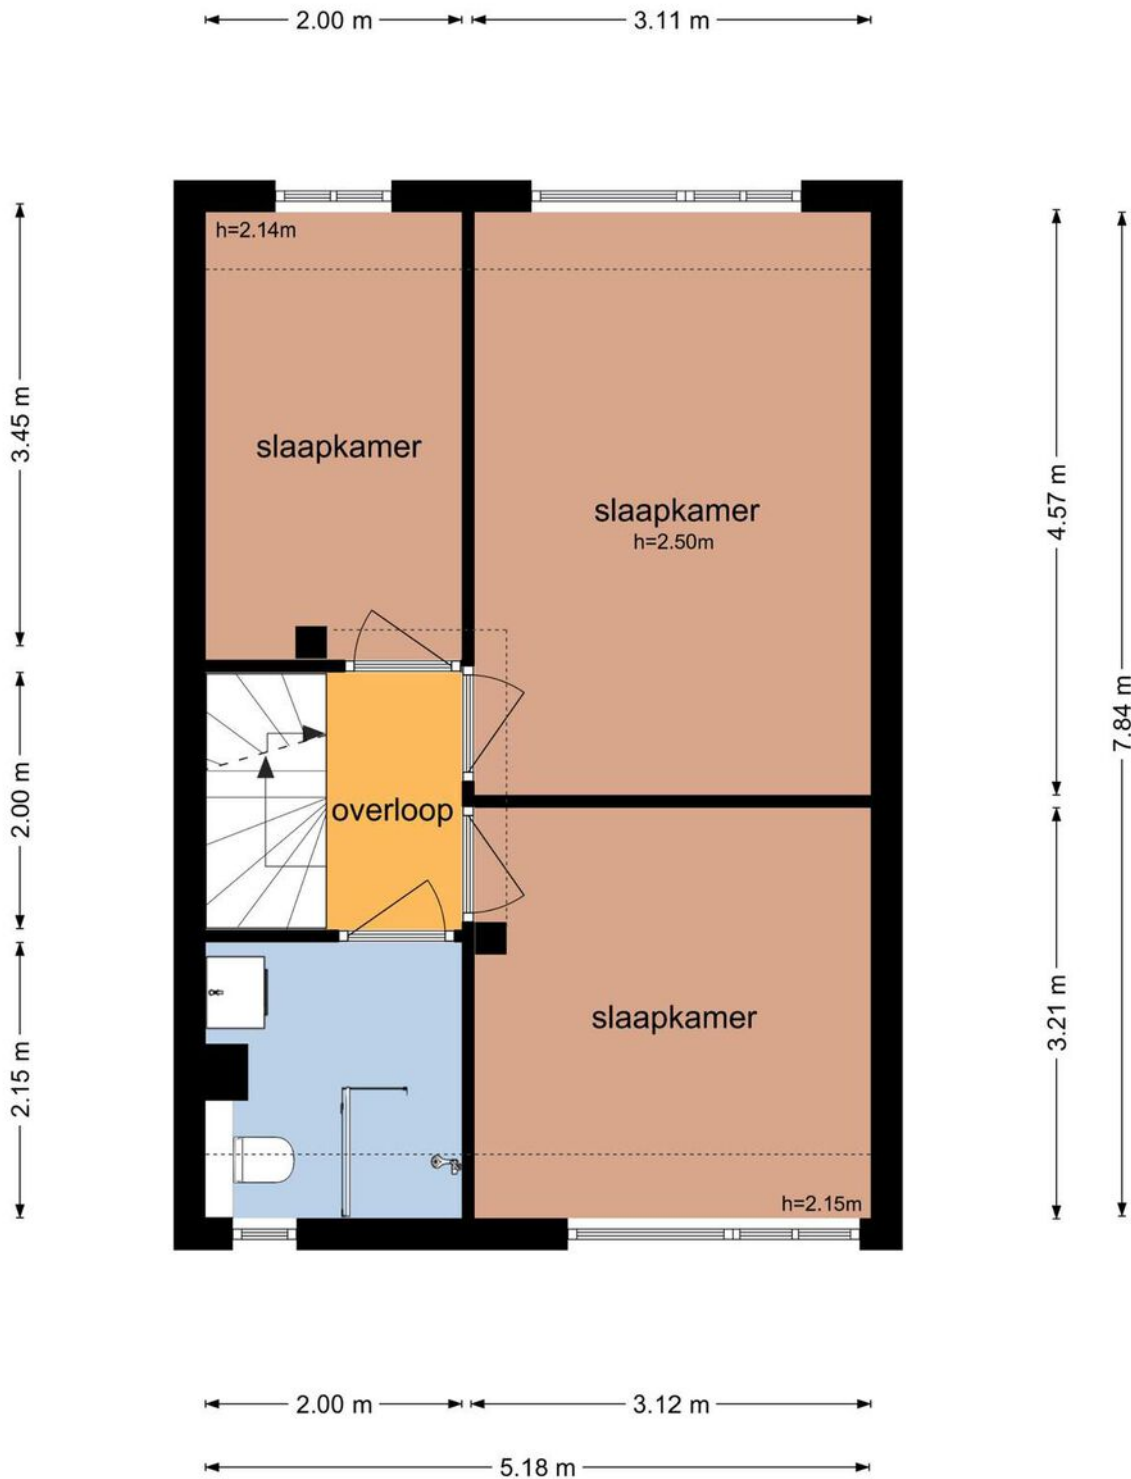 2.00 m
3.11 m
h=2.14m
3.45 m
slaapkamer
4.57 m
slaapkamer
h=2.50m
7.84 m
2.00 m
overloop
slaapkamer
3.21 m
2.15 m
h=2.15m
2.00 m
3.12 m
5.18 m